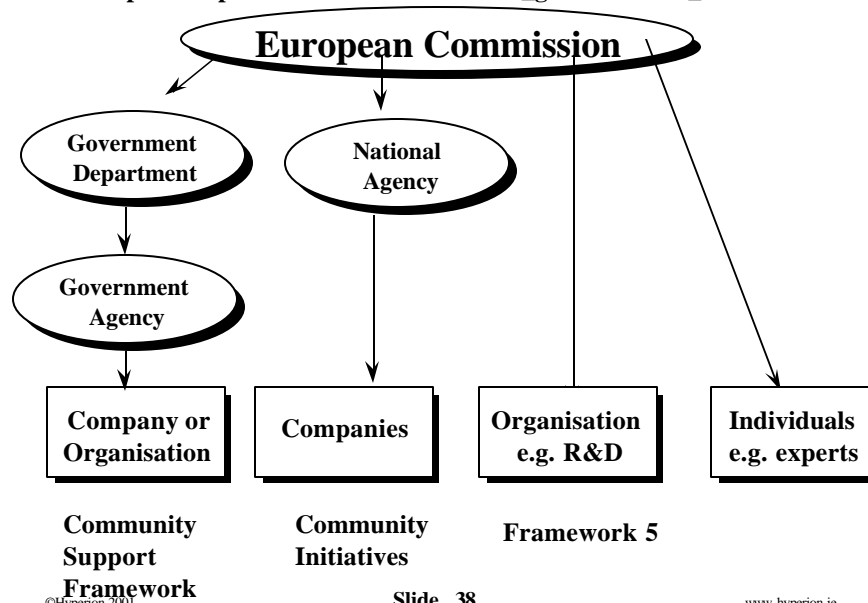 European Commission
Government
Department
National
Agency
Government
Agency
Company or
Organisation
Companies
Organisation
e.g. R&D
Individuals
e.g. experts
Community
Support
Framework
Community
Initiatives
Framework 5
©Hyperion 2001
Slide 38
www.hyperion.ie